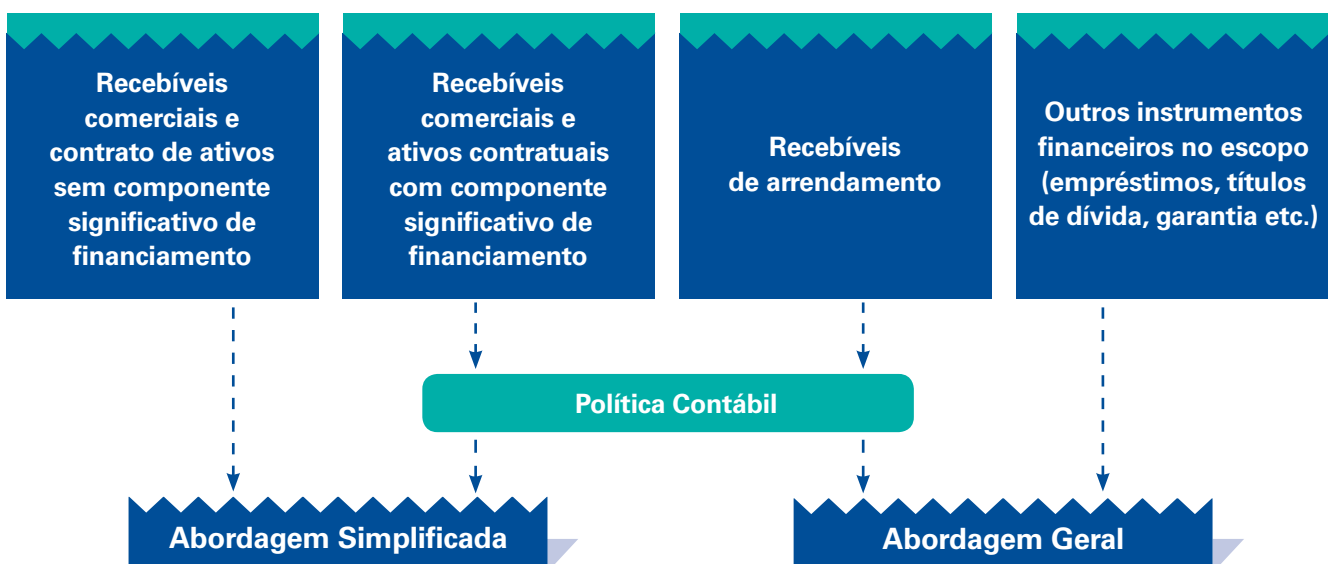 Recebíveis
comerciais e
contrato de ativos
sem componente
significativo de
financiamento
Recebíveis
comerciais e
ativos contratuais
com componente
significativo de
financiamento
Recebíveis
de arrendamento
Outros instrumentos
financeiros no escopo
(empréstimos, títulos
de dívida, garantia etc.)
Política Contábil
Abordagem Simplificada
Abordagem Geral